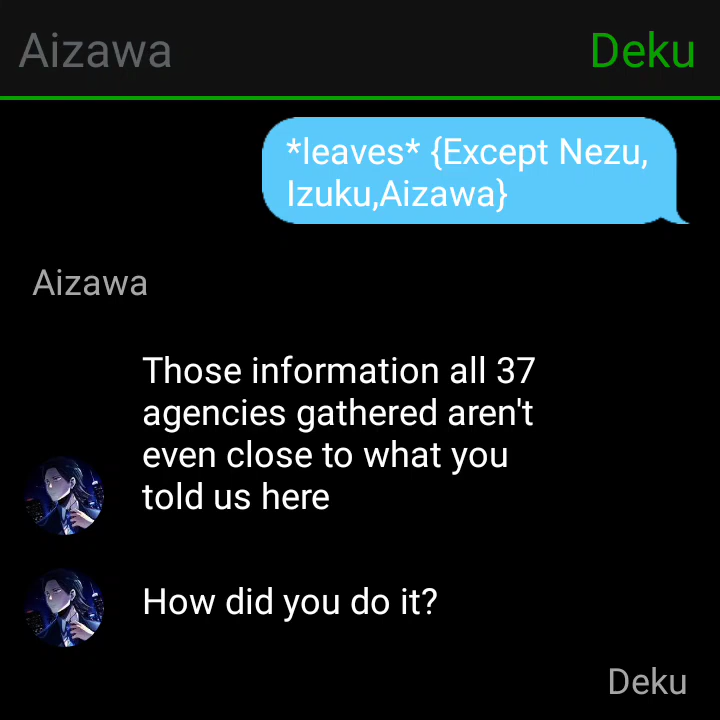 Aizawa Deku
*leaves* {Except Nezu,
Izuku,Aizawa}
Aizawa
Those information all 37
agencies gathered aren't
even close to what you
told us here
How did you do it?
Deku